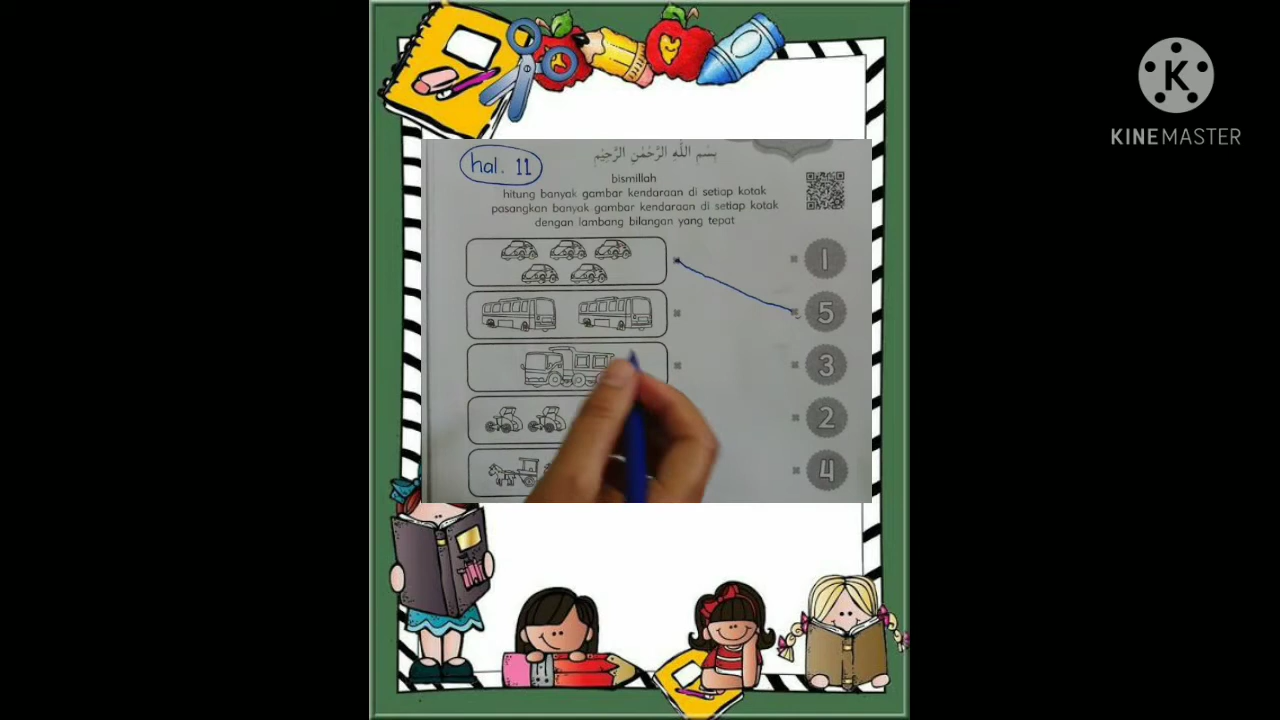 KINEMASTER
hal. 11
بِسْمِ اللَّهِ الرَّحْمٰنِ الرَّحِيْمِ
bismillah
hitung banyak gambar kendaraan di setiap kotak
pasangkan banyak gambar kendaraan di setiap kotak
dengan lambang bilangan yang tepat
1
5
3
2
4